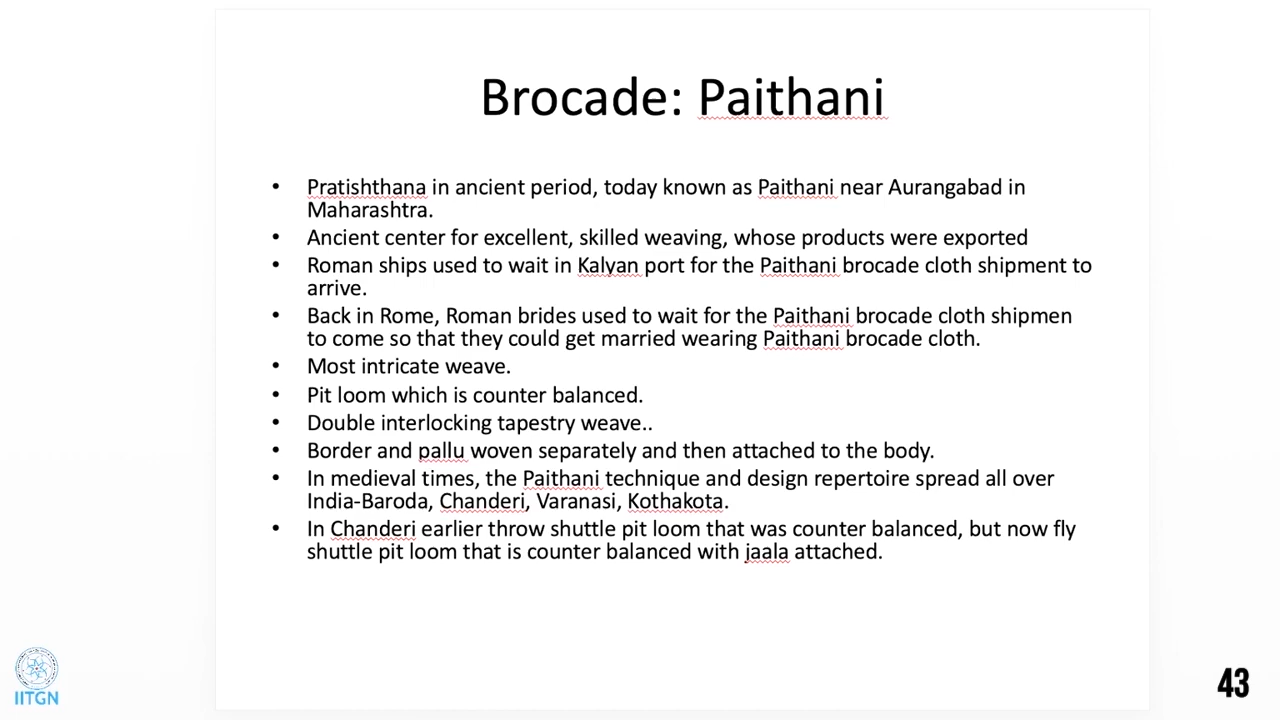 Brocade: Paithani
• Pratishthana in ancient period, today known as Paithani near Aurangabad in
Maharashtra.
• Ancient center for excellent, skilled weaving, whose products were exported
• Roman ships used to wait in Kalyan port for the Paithani brocade cloth shipment to
arrive.
• Back in Rome, Roman brides used to wait for the Paithani brocade cloth shipmen
to come so that they could get married wearing Paithani brocade cloth.
• Most intricate weave.
• Pit loom which is counter balanced.
• Double interlocking tapestry weave..
• Border and pallu woven separately and then attached to the body.
• In medieval times, the Paithani technique and design repertoire spread all over
India-Baroda, Chanderi, Varanasi, Kothakota.
• In Chanderi earlier throw shuttle pit loom that was counter balanced, but now fly
shuttle pit loom that is counter balanced with jaala attached.
IITGN
43